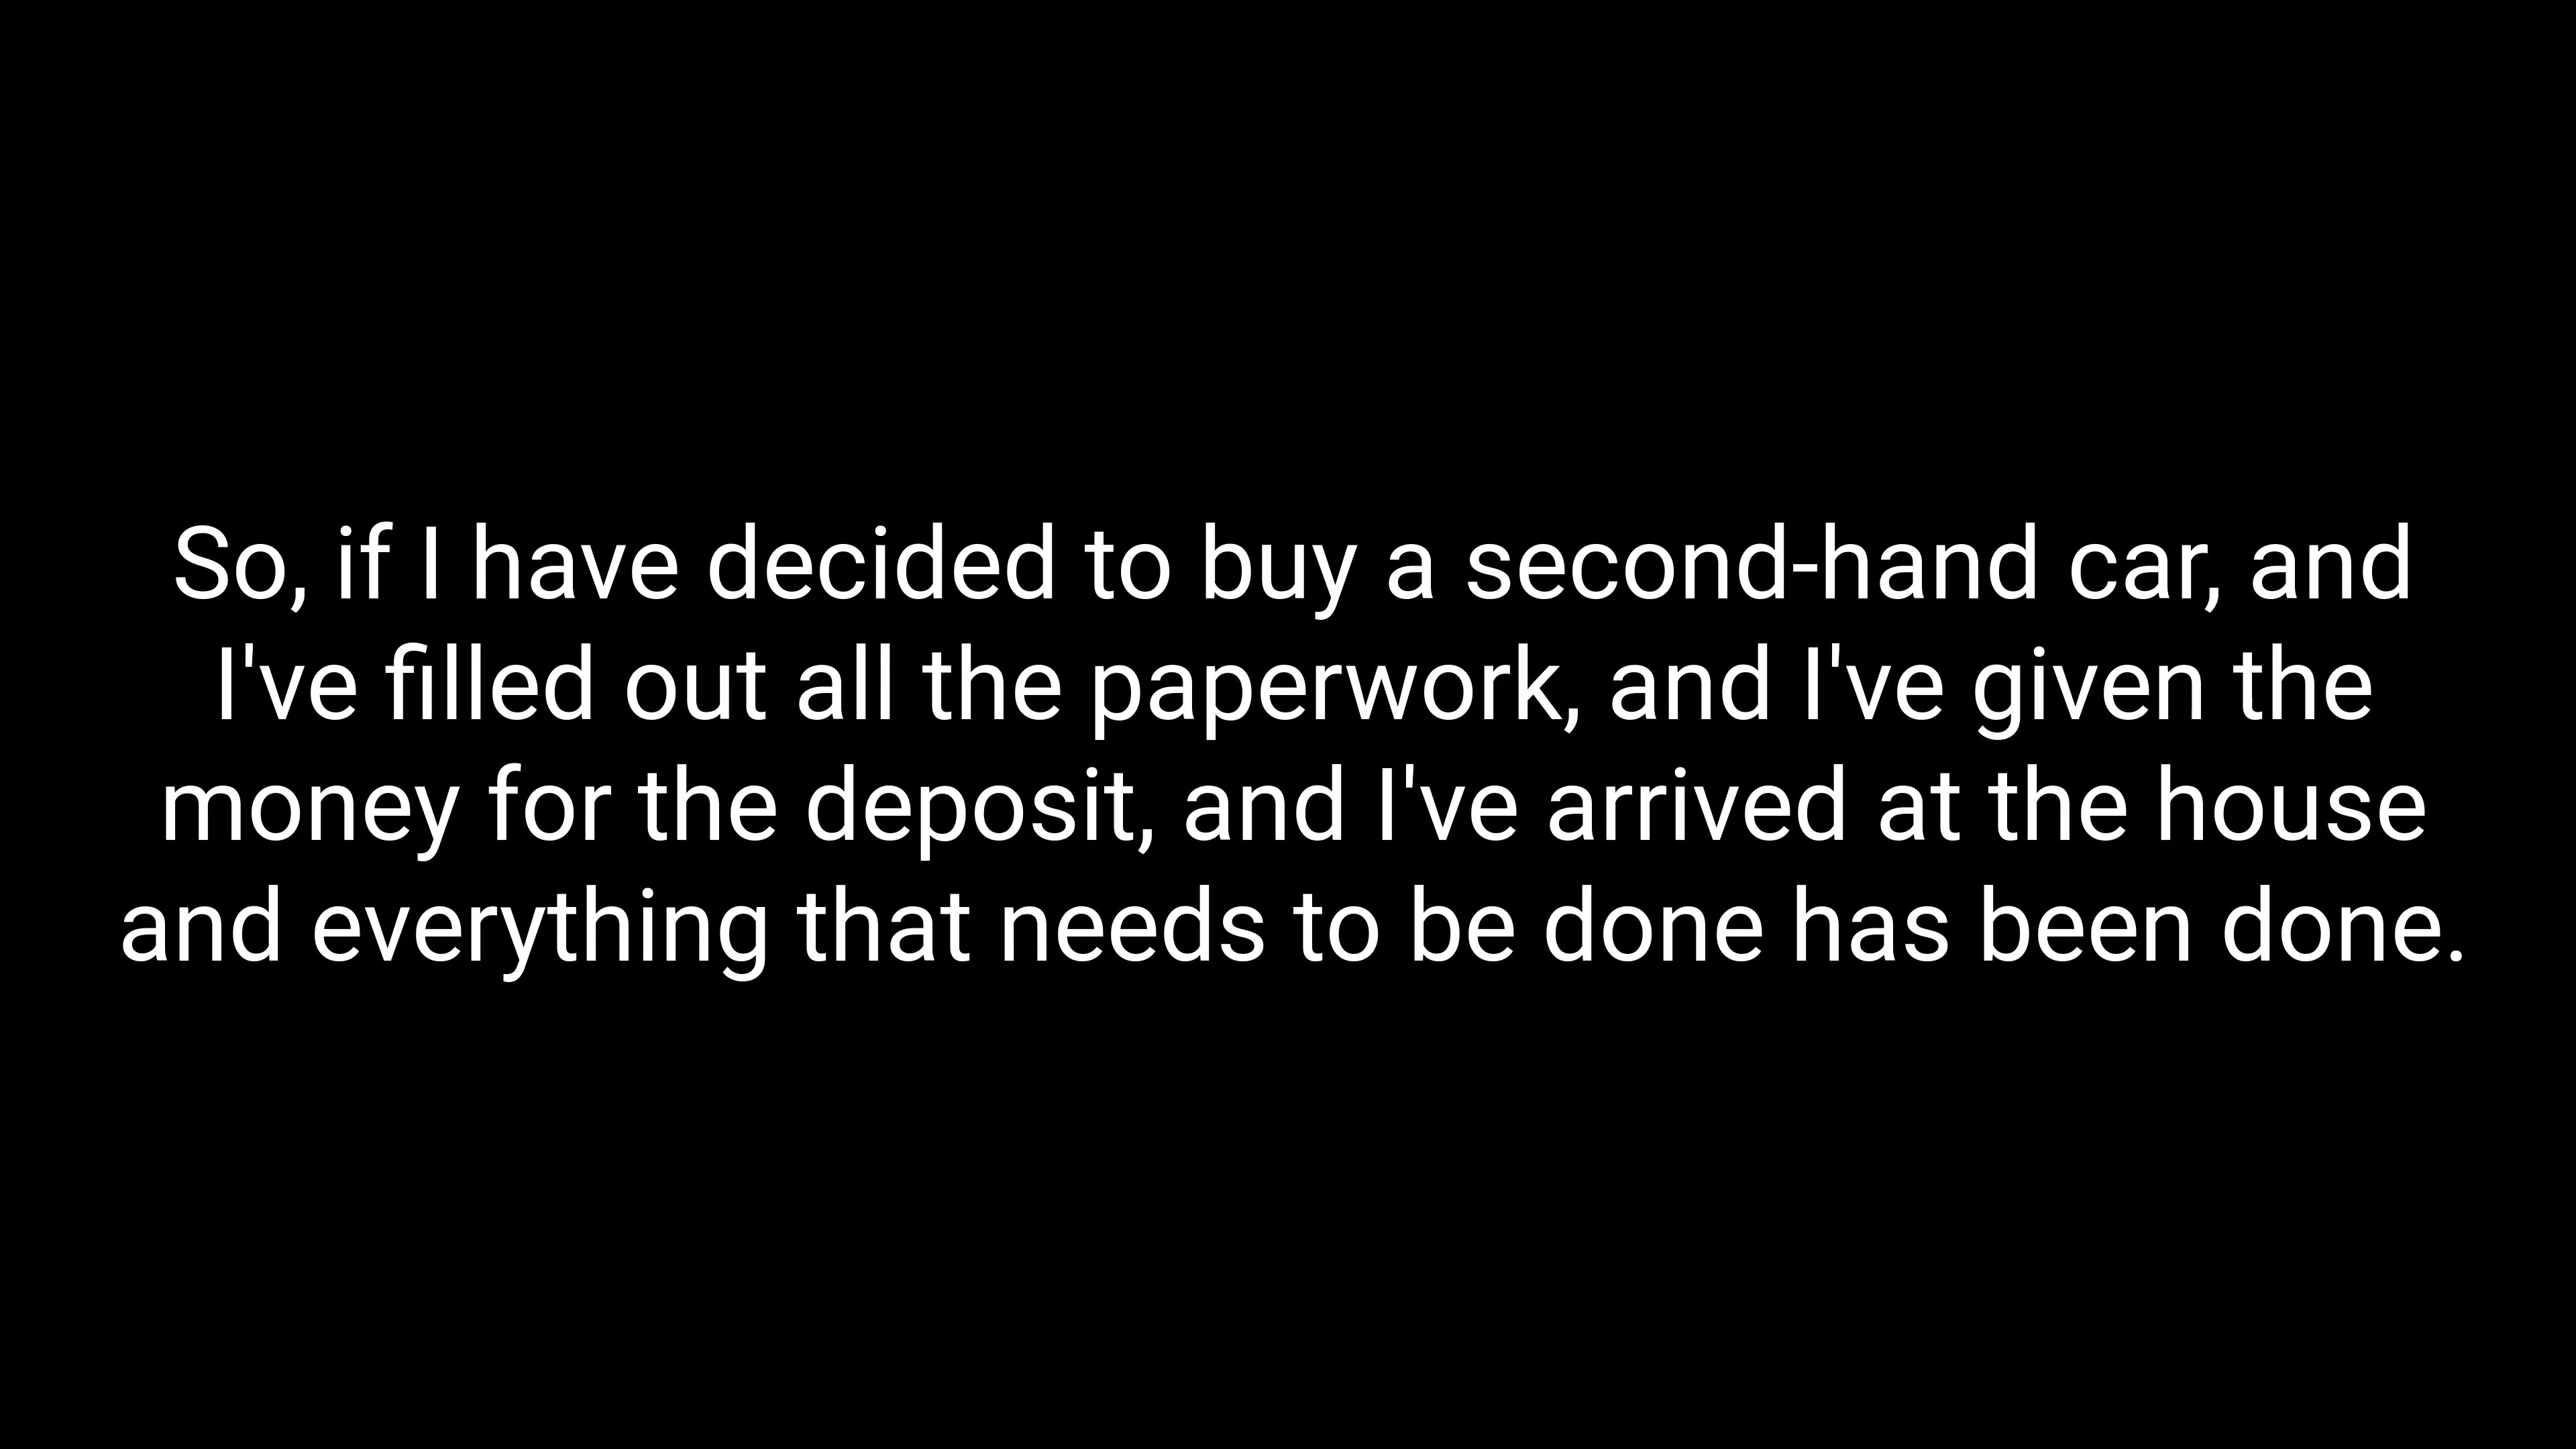 So, if I have decided to buy a second-hand car, and
I've filled out all the paperwork, and I've given the
money for the deposit, and I've arrived at the house
and everything that needs to be done has been done.